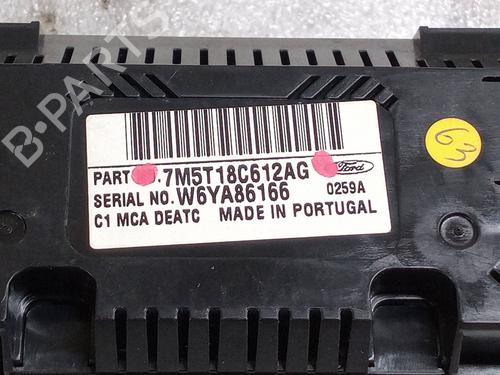 B-PARTS
PART .7M5T18C612AG Ford
SERIAL NO.W6YA86166 0259A
C1 MCA DEATC MADE IN PORTUGAL
63